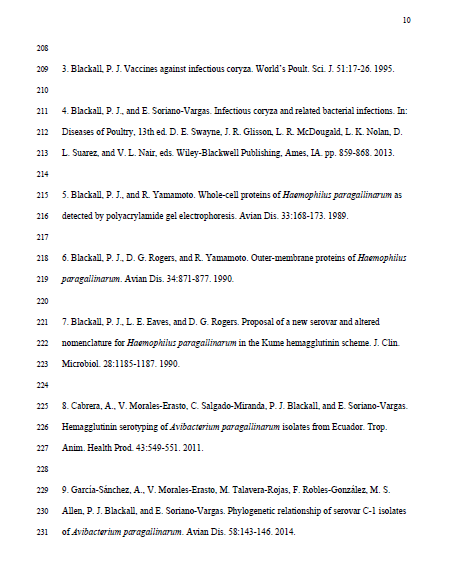 10
208
209 3. Blackall, P. J. Vaccines against infectious coryza. World's Poult. Sci. J. 51:17-26. 1995.
210
211 4. Blackall, P. J., and E. Soriano-Vargas. Infectious coryza and related bacterial infections. In:
212 Diseases of Poultry, 13th ed. D. E. Swayne, J. R. Glisson, L. R. McDougald, L. K. Nolan, D.
213 L. Suarez, and V. L. Nair, eds. Wiley-Blackwell Publishing, Ames, IA. pp. 859-868. 2013.
214
215 5. Blackall, P. J., and R. Yamamoto. Whole-cell proteins of Haemophilus paragallinarum as
216 detected by polyacrylamide gel electrophoresis. Avian Dis. 33:168-173. 1989.
217
218 6. Blackall, P. J., D. G. Rogers, and R. Yamamoto. Outer-membrane proteins of Haemophilus
219 paragallinarum. Avian Dis. 34:871-877. 1990.
220
221 7. Blackall, P. J., L. E. Eaves, and D. G. Rogers. Proposal of a new serovar and altered
222 nomenclature for Haemophilus paragallinarum in the Kume hemagglutinin scheme. J. Clin.
223 Microbiol. 28:1185-1187. 1990.
224
225 8. Cabrera, A., V. Morales-Erasto, C. Salgado-Miranda, P. J. Blackall, and E. Soriano-Vargas.
226 Hemagglutinin serotyping of Avibacterium paragallinarum isolates from Ecuador. Trop.
227 Anim. Health Prod. 43:549-551. 2011.
228
229 9. García-Sánchez, A., V. Morales-Erasto, M. Talavera-Rojas, F. Robles-González, M. S.
230 Allen, P. J. Blackall, and E. Soriano-Vargas. Phylogenetic relationship of serovar C-1 isolates
231 of Avibacterium paragallinarum. Avian Dis. 58:143-146. 2014.